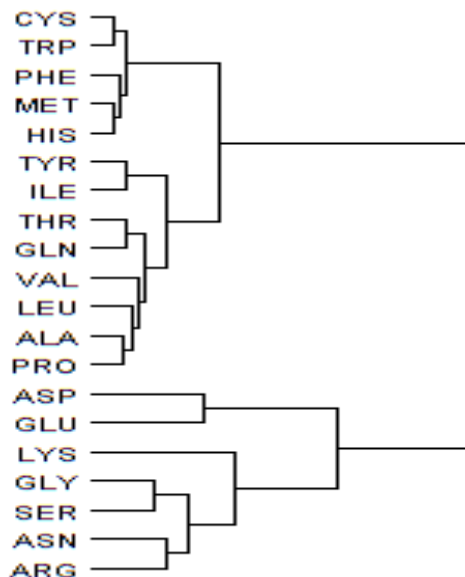 CYS
TRP
PHE
MET
HIS
TYR
ILE
THR
GLN
VAL
LEU
ALA
PRO
ASP
GLU
LYS
GLY
SER
ASN
ARG